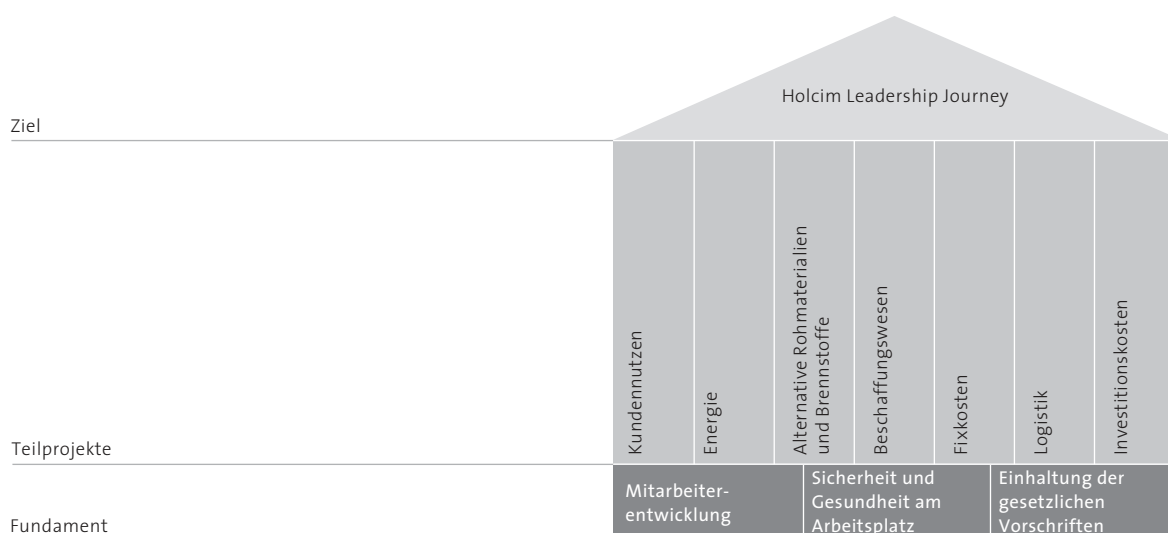 Holcim Leadership Journey
Ziel
Kundennutzen
Energie
Alternative Rohmaterialien
und Brennstoffe
Beschaffungswesen
Fixkosten
Logistik
Investitionskosten
Teilprojekte
Mitarbeiter-
entwicklung
Sicherheit und
Gesundheit am
Arbeitsplatz
Einhaltung der
gesetzlichen
Vorschriften
Fundament